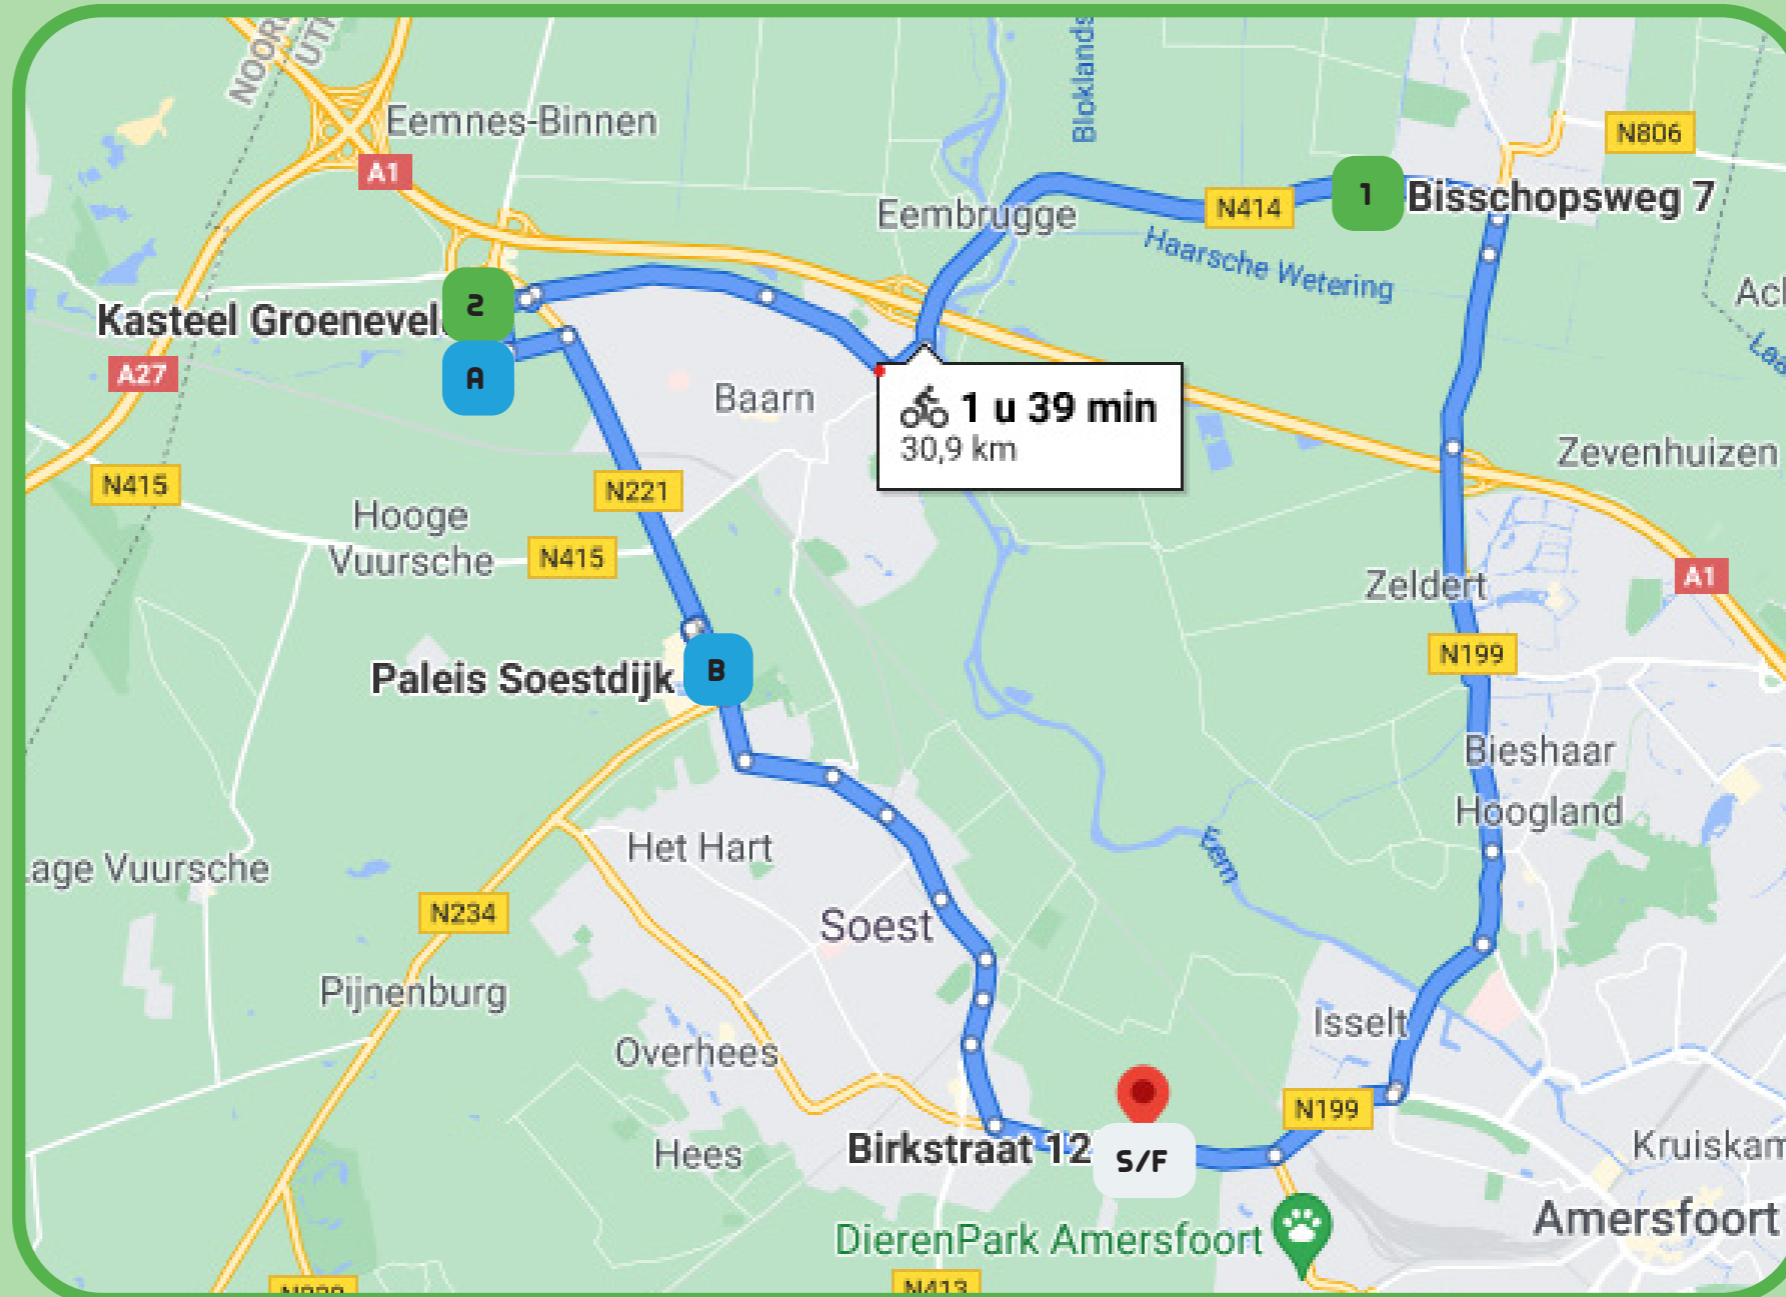 NOOR
UTR
Bloklands
Eemnes-Binnen
N806
A1
Eembrugge
N414
1
Bisschopsweg 7
Haarsche Wetering
2
Kasteel Groenevel
A27
A
Baarn
1 u 39 min
30,9 km
N415
N221
Zevenhuizen
Hooge
Vuursche
N415
Zeldert
A1
N199
Paleis Soestdijk
B
Bieshaar
Hoogland
Het Hart
Eem
age Vuursche
N234
Soest
Pijnenburg
Isselt
Overhees
N199
Birkstraat 12
S/F
Hees
Kruiskam
Amersfoort
DierenPark Amersfoort
N413